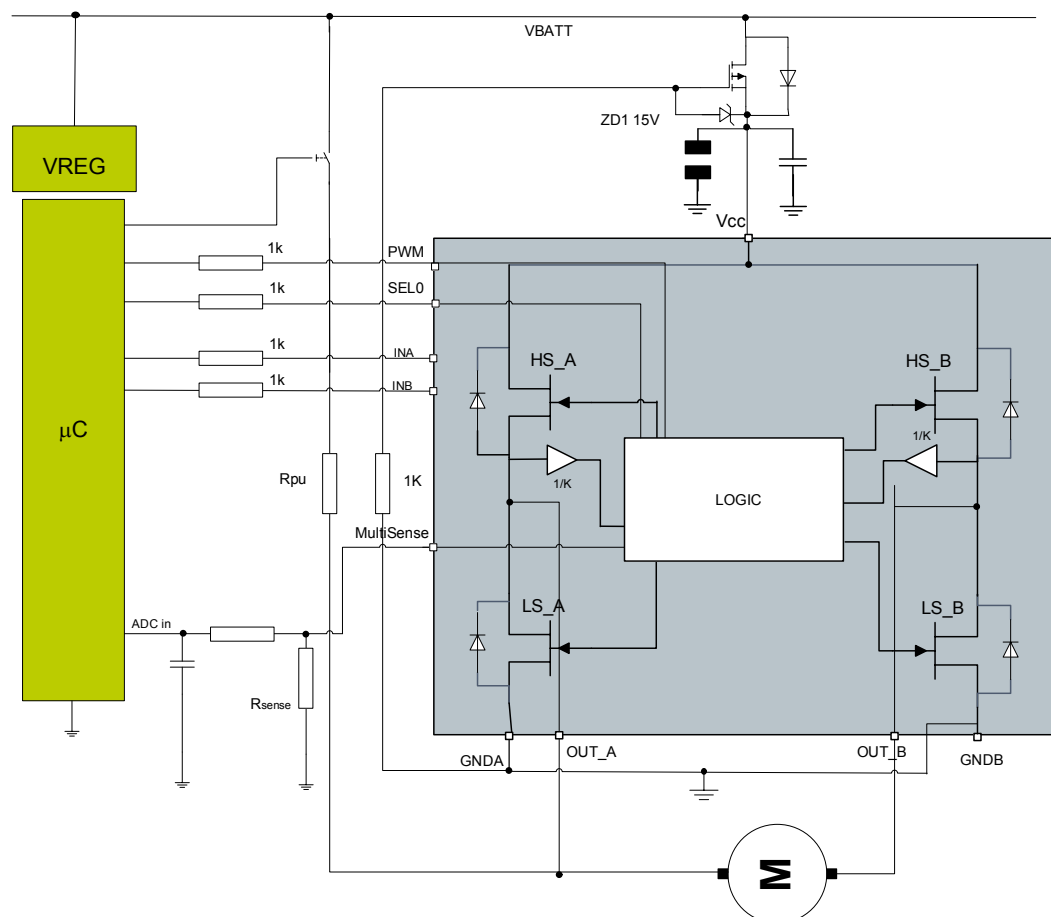 VBATT
ZD1 15V
VREG
Vcc
1k
PWM
1k
SEL0
1k
INA
1k
INB
HS_A
HS_B
μC
1/K
1/K
Rpu
1K
LOGIC
MultiSense
LS_A
LS_B
ADC in
Rsense
GNDA
OUT_A
OUT_B
GNDB
M